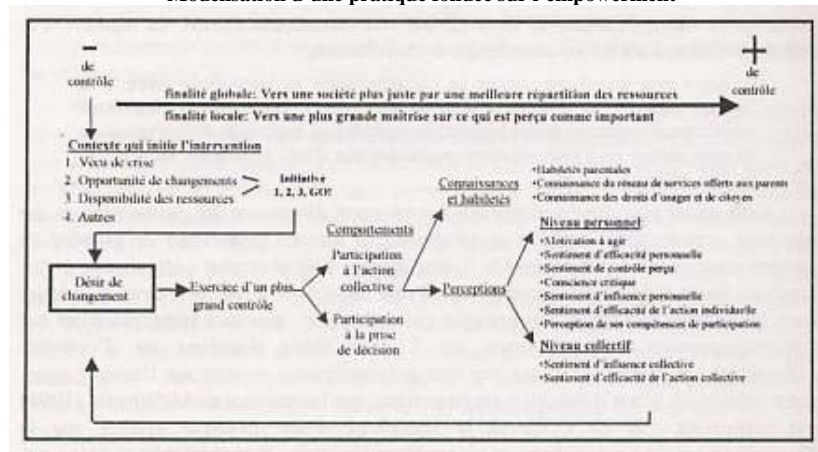 Modélisation d'une pratique fondée sur l'empowerment
−
de
contrôle
+
de
contrôle
finalité globale: Vers une société plus juste par une meilleure répartition des ressources
finalité locale: Vers une plus grande maîtrise sur ce qui est perçu comme important
Contexte qui initie l'intervention
1. Vécu de crise
2. Opportunité de changements
3. Disponibilité des ressources
4. Autres
Initiative
1, 2, 3, GO!
Désir de
changement
Exercice d'un plus
grand contrôle
Comportements
Participation
à l'action
collective
Participation
à la prise
de décision
Connaissances
et habiletés
•Habiletés parentales
•Connaissance du réseau de services offerts aux parents
•Connaissance des droits d'usager et de citoyen
Perceptions
Niveau personnel:
•Motivation à agir
•Sentiment d'efficacité personnelle
•Sentiment de contrôle perçu
•Conscience critique
•Sentiment d'influence personnelle
•Sentiment d'efficacité de l'action individuelle
•Perception de ses compétences de participation
Niveau collectif:
•Sentiment d'influence collective
•Sentiment d'efficacité de l'action collective